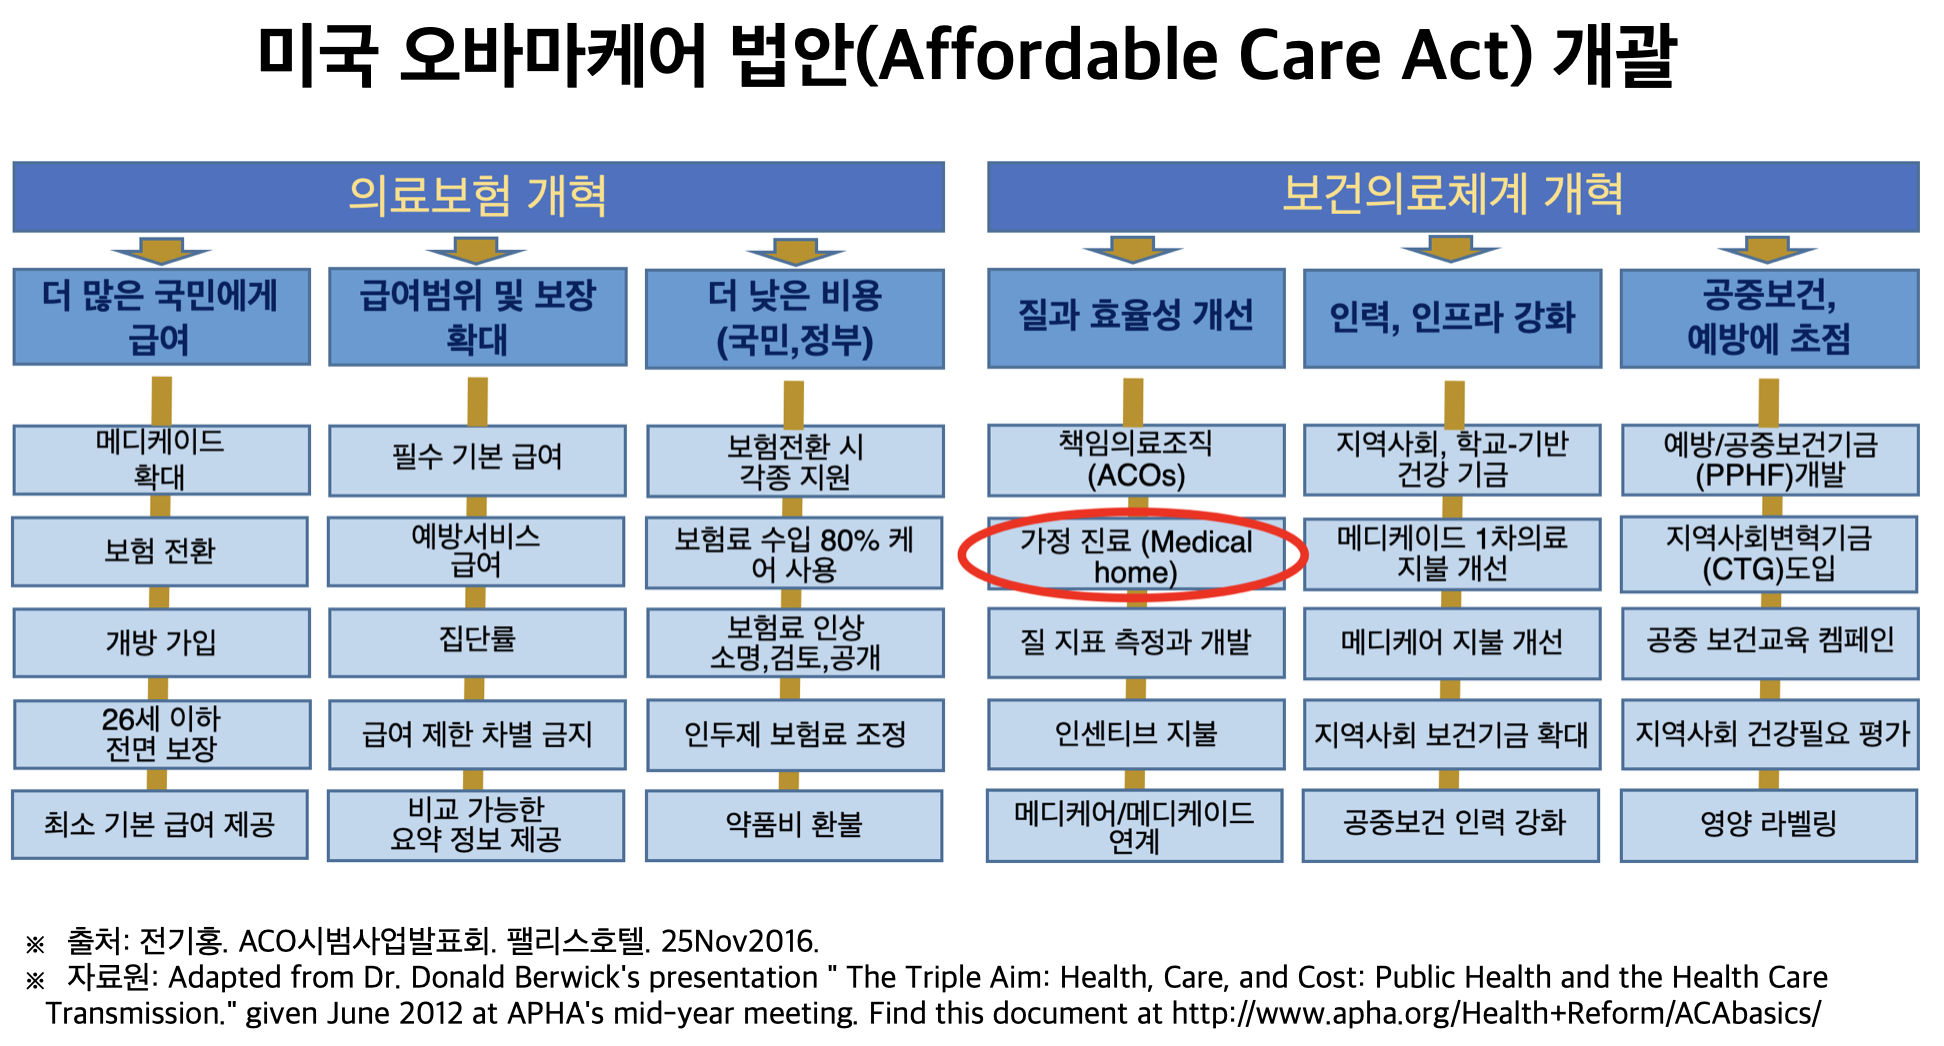 미국 오바마케어 법안(Affordable Care Act) 개괄
의료보험 개혁
더 많은 국민에게
급여
메디케이드
확대
보험 전환
개방 가입
26세 이하
전면 보장
최소 기본 급여 제공
급여범위 및 보장
확대
필수 기본 급여
예방서비스
급여
집단률
급여 제한 차별 금지
비교 가능한
요약 정보 제공
더 낮은 비용
(국민,정부)
보험전환 시
각종 지원
보험료 수입 80% 케
어 사용
보험료 인상
소명,검토,공개
인두제 보험료 조정
약품비 환불
보건의료체계 개혁
질과 효율성 개선
책임의료조직
(ACOs)
가정 진료 (Medical
home)
질 지표 측정과 개발
인센티브 지불
메디케어/메디케이드
연계
인력, 인프라 강화
지역사회, 학교-기반
건강 기금
메디케이드 1차의료
지불 개선
메디케어 지불 개선
지역사회 보건기금 확대
공중보건 인력 강화
공중보건,
예방에 초점
예방/공중보건기금
(PPHF)개발
지역사회변혁기금
(CTG)도입
공중 보건교육 켐페인
지역사회 건강필요 평가
영양 라벨링
※ 출처: 전기홍. ACO시범사업발표회. 팰리스호텔. 25Nov2016.
※ 자료원: Adapted from Dr. Donald Berwick's presentation " The Triple Aim: Health, Care, and Cost: Public Health and the Health Care
Transmission." given June 2012 at APHA's mid-year meeting. Find this document at http://www.apha.org/Health+Reform/ACAbasics/